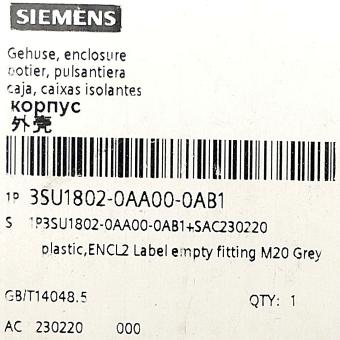 SIEMENS
Gehuse, enclosure
botier, pulsantiera
caja, caixas isolantes
корпус
外壳
1P 3SU1802-0AA00-0AB1
S 1P3SU1802-0AA00-0AB1+SAC230220
plastic,ENCL2 Label empty fitting M20 Grey
GB/T14048.5 QTY: 1
AC 230220 000